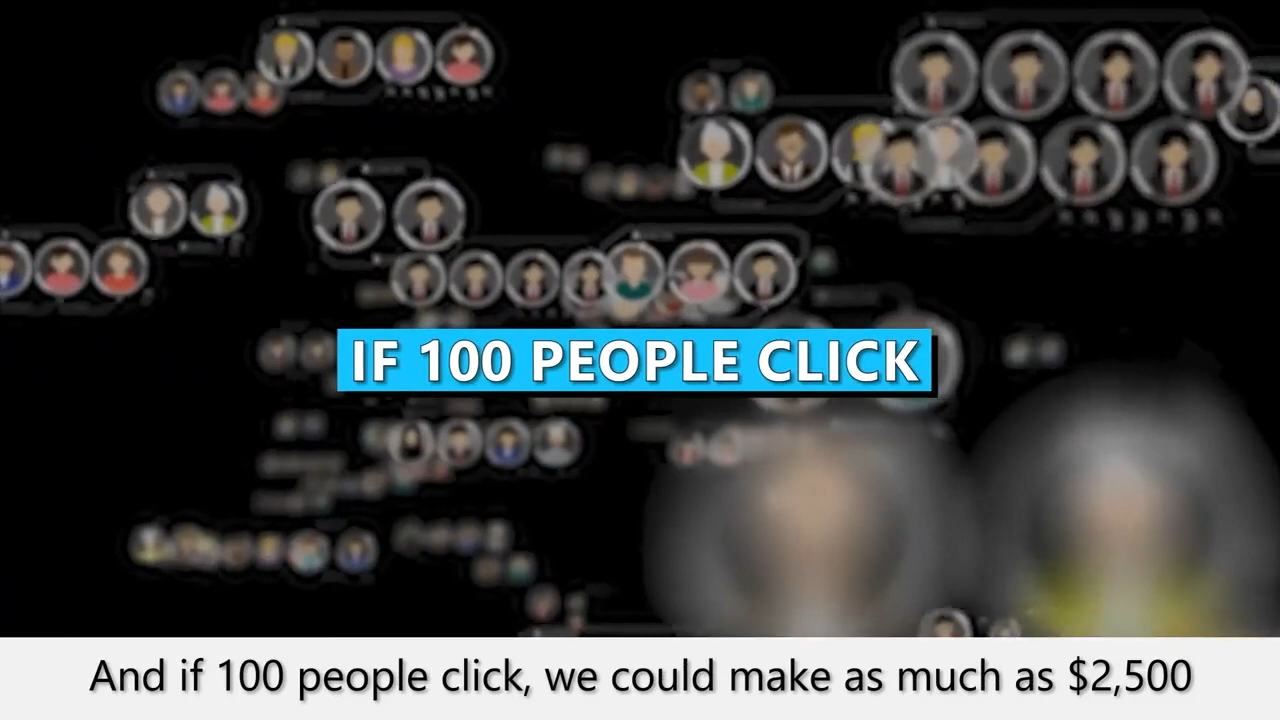 IF 100 PEOPLE CLICK
And if 100 people click, we could make as much as $2,500